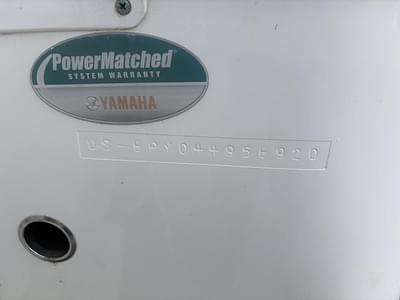 PowerMatched®
SYSTEM WARRANTY
YAMAHA
US-EPY04495E920